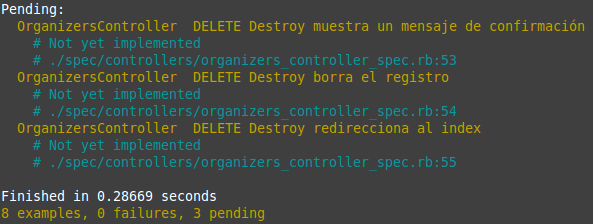 Pending:
  OrganizersController  DELETE Destroy muestra un mensaje de confirmación
    # Not yet implemented
    # ./spec/controllers/organizers_controller_spec.rb:53
  OrganizersController  DELETE Destroy borra el registro
    # Not yet implemented
    # ./spec/controllers/organizers_controller_spec.rb:54
  OrganizersController  DELETE Destroy redirecciona al index
    # Not yet implemented
    # ./spec/controllers/organizers_controller_spec.rb:55
Finished in 0.28669 seconds
8 examples, 0 failures, 3 pending